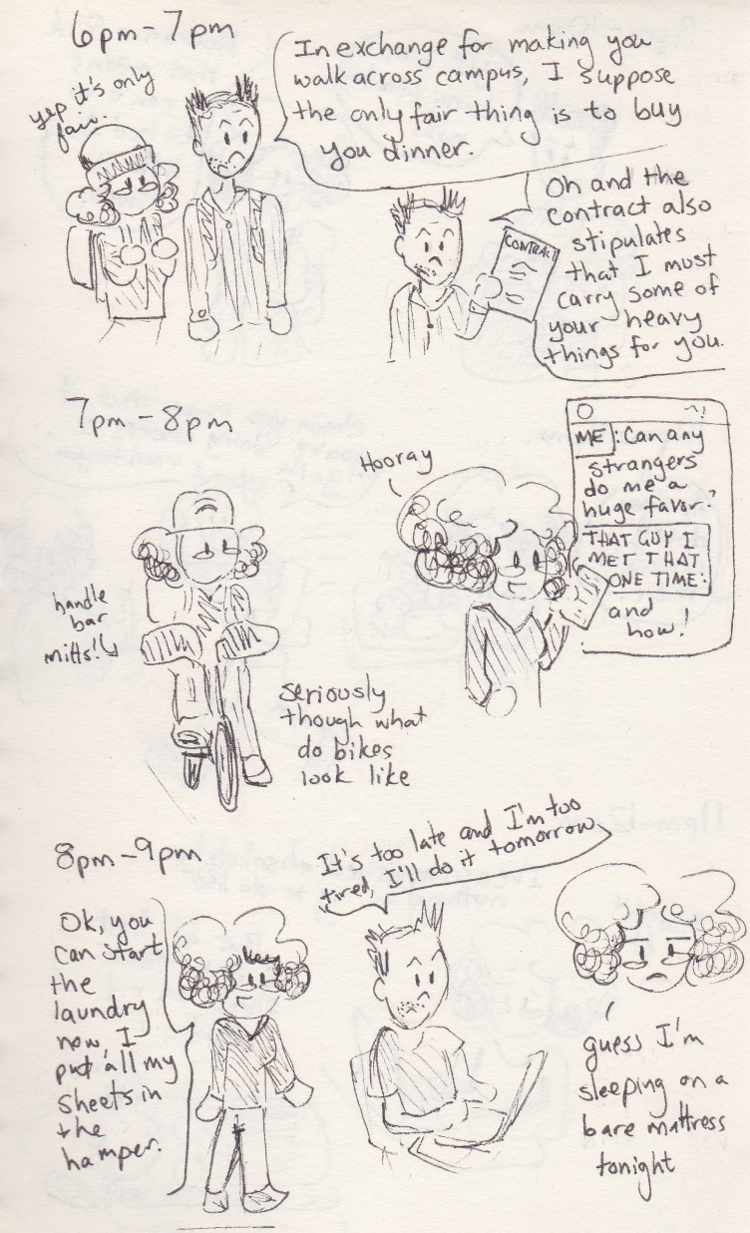 6pm-7pm
yep it's only
fair.
In exchange for making you
walk across campus, I suppose
the only fair thing is to buy
you dinner.
Oh and the
contract also
stipulates
that I must
carry some of
your heavy
things for you.
CONTRACT
7pm-8pm
handle
bar
mitts!
seriously
though what
do bikes
look like
Hooray
ME: Can any
strangers
do me a
huge favor?
THAT GUY I
MET THAT
ONE TIME:
and
how!
8pm-9pm
Ok, you
can start
the
laundry
now, I
put all my
sheets in
the
hamper.
It's too late and I'm too
tired, I'll do it tomorrow
guess I'm
sleeping on a
bare mattress
tonight